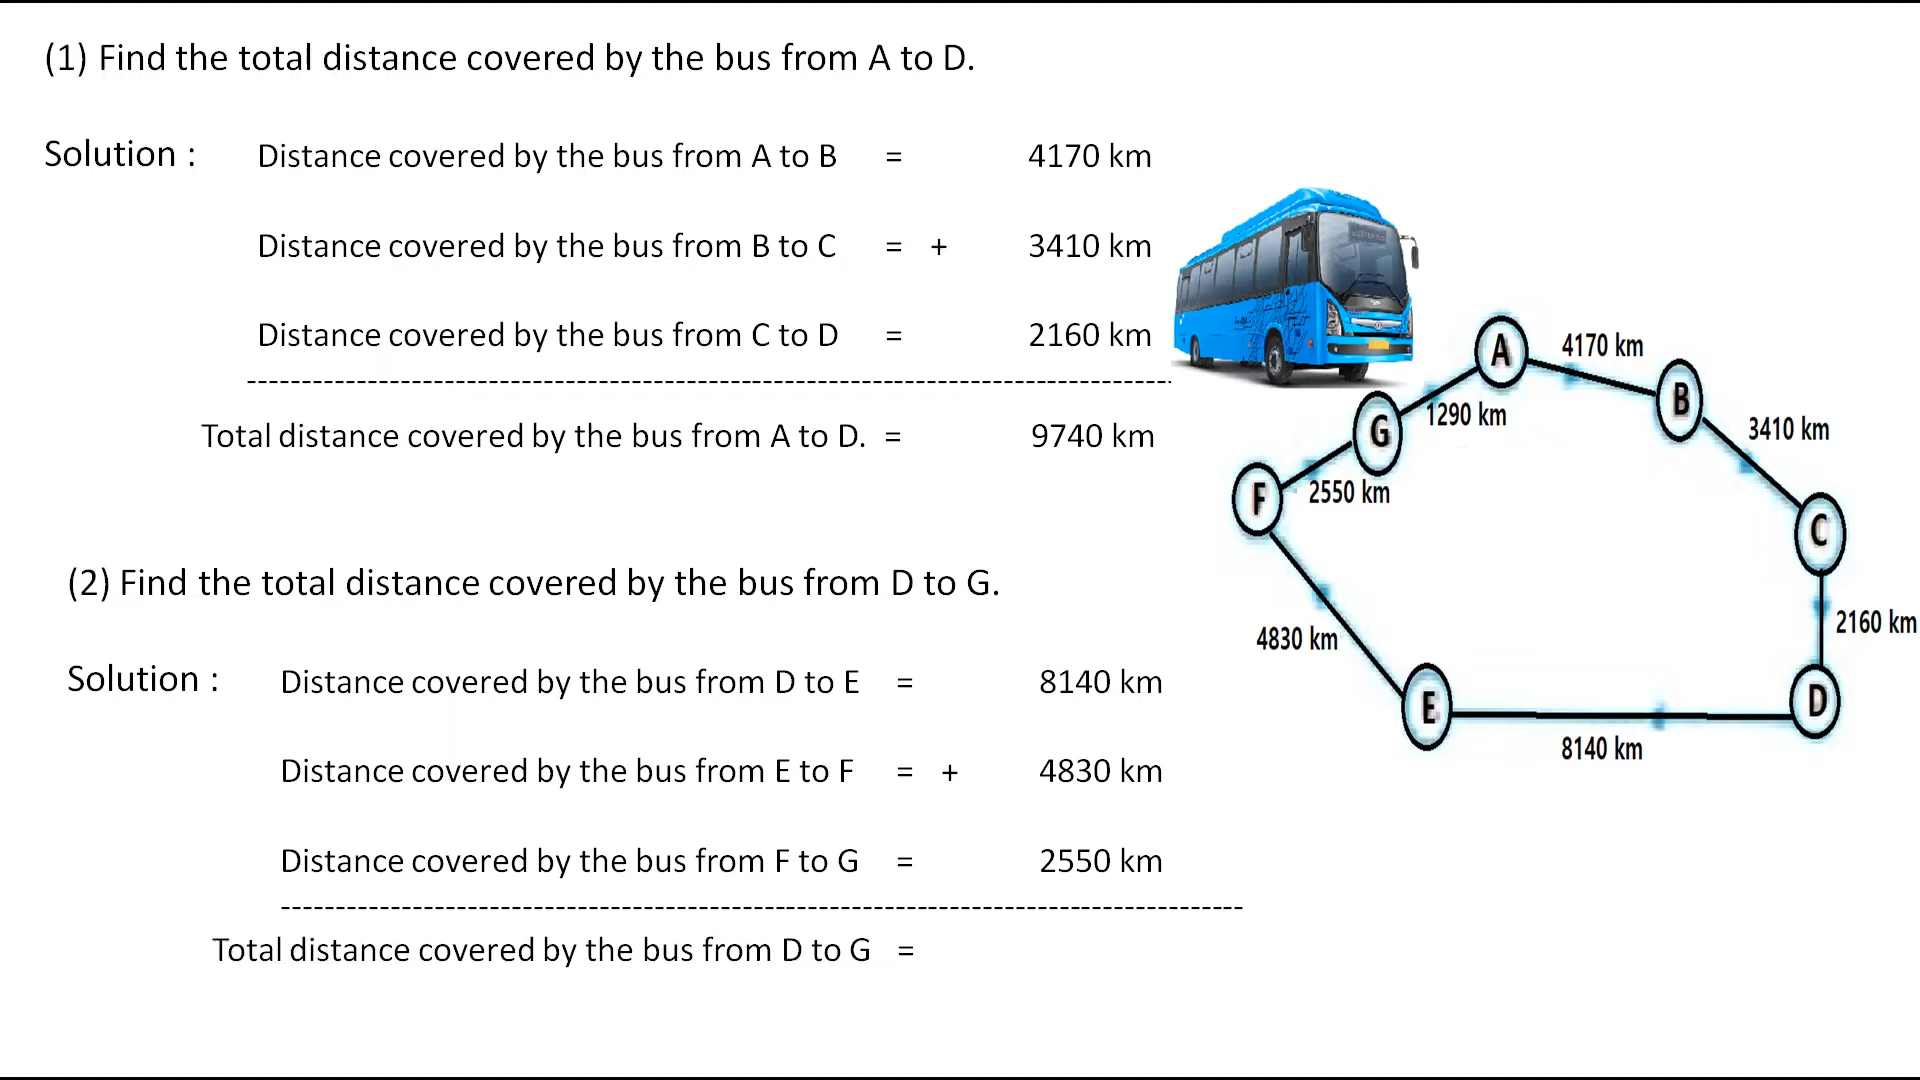 (1) Find the total distance covered by the bus from A to D.
Solution : Distance covered by the bus from A to B = 4170 km
Distance covered by the bus from B to C = + 3410 km
Distance covered by the bus from C to D = 2160 km
--------------------------------------------------------------------------------------
Total distance covered by the bus from A to D. = 9740 km
(2) Find the total distance covered by the bus from D to G.
Solution : Distance covered by the bus from D to E = 8140 km
Distance covered by the bus from E to F = + 4830 km
Distance covered by the bus from F to G = 2550 km
------------------------------------------------------------------------------------------
Total distance covered by the bus from D to G =
A
4170 km
B
3410 km
C
2160 km
D
8140 km
E
4830 km
F
2550 km
G
1290 km